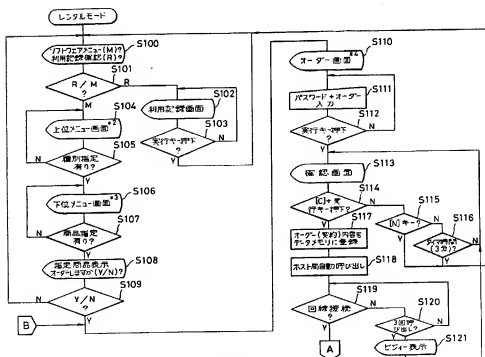 レンタルモード
S100
ソフトウェアメニュー(M)?
利用記録確認(R)?
S101
R/M
?
R
M
S102
利用記録画面
S103
実行キー押下
?
N
Y
S104
上位メニュー画面*2
S105
種別指定
有り?
N
Y
S106
下位メニュー画面*3
S107
商品指定
有り?
N
Y
S108
指定商品表示
オーダーしますか(Y/N)?
S109
Y/N
?
N
Y
B
S110
オーダー画面*4
S111
パスワード+オーダー
入力
S112
実行キー押下
?
N
Y
S113
確認画面
S114
[C]+実
行キー押下?
N
Y
S115
[N]キー?
N
Y
S116
タイマ時間
(3分)?
N
Y
S117
オーダー(契約)内容を
データメモリに登録
S118
ホスト局自動呼び出し
S119
回線接続
?
N
Y
S120
3回呼
び出し?
N
Y
S121
ビジィー表示
A